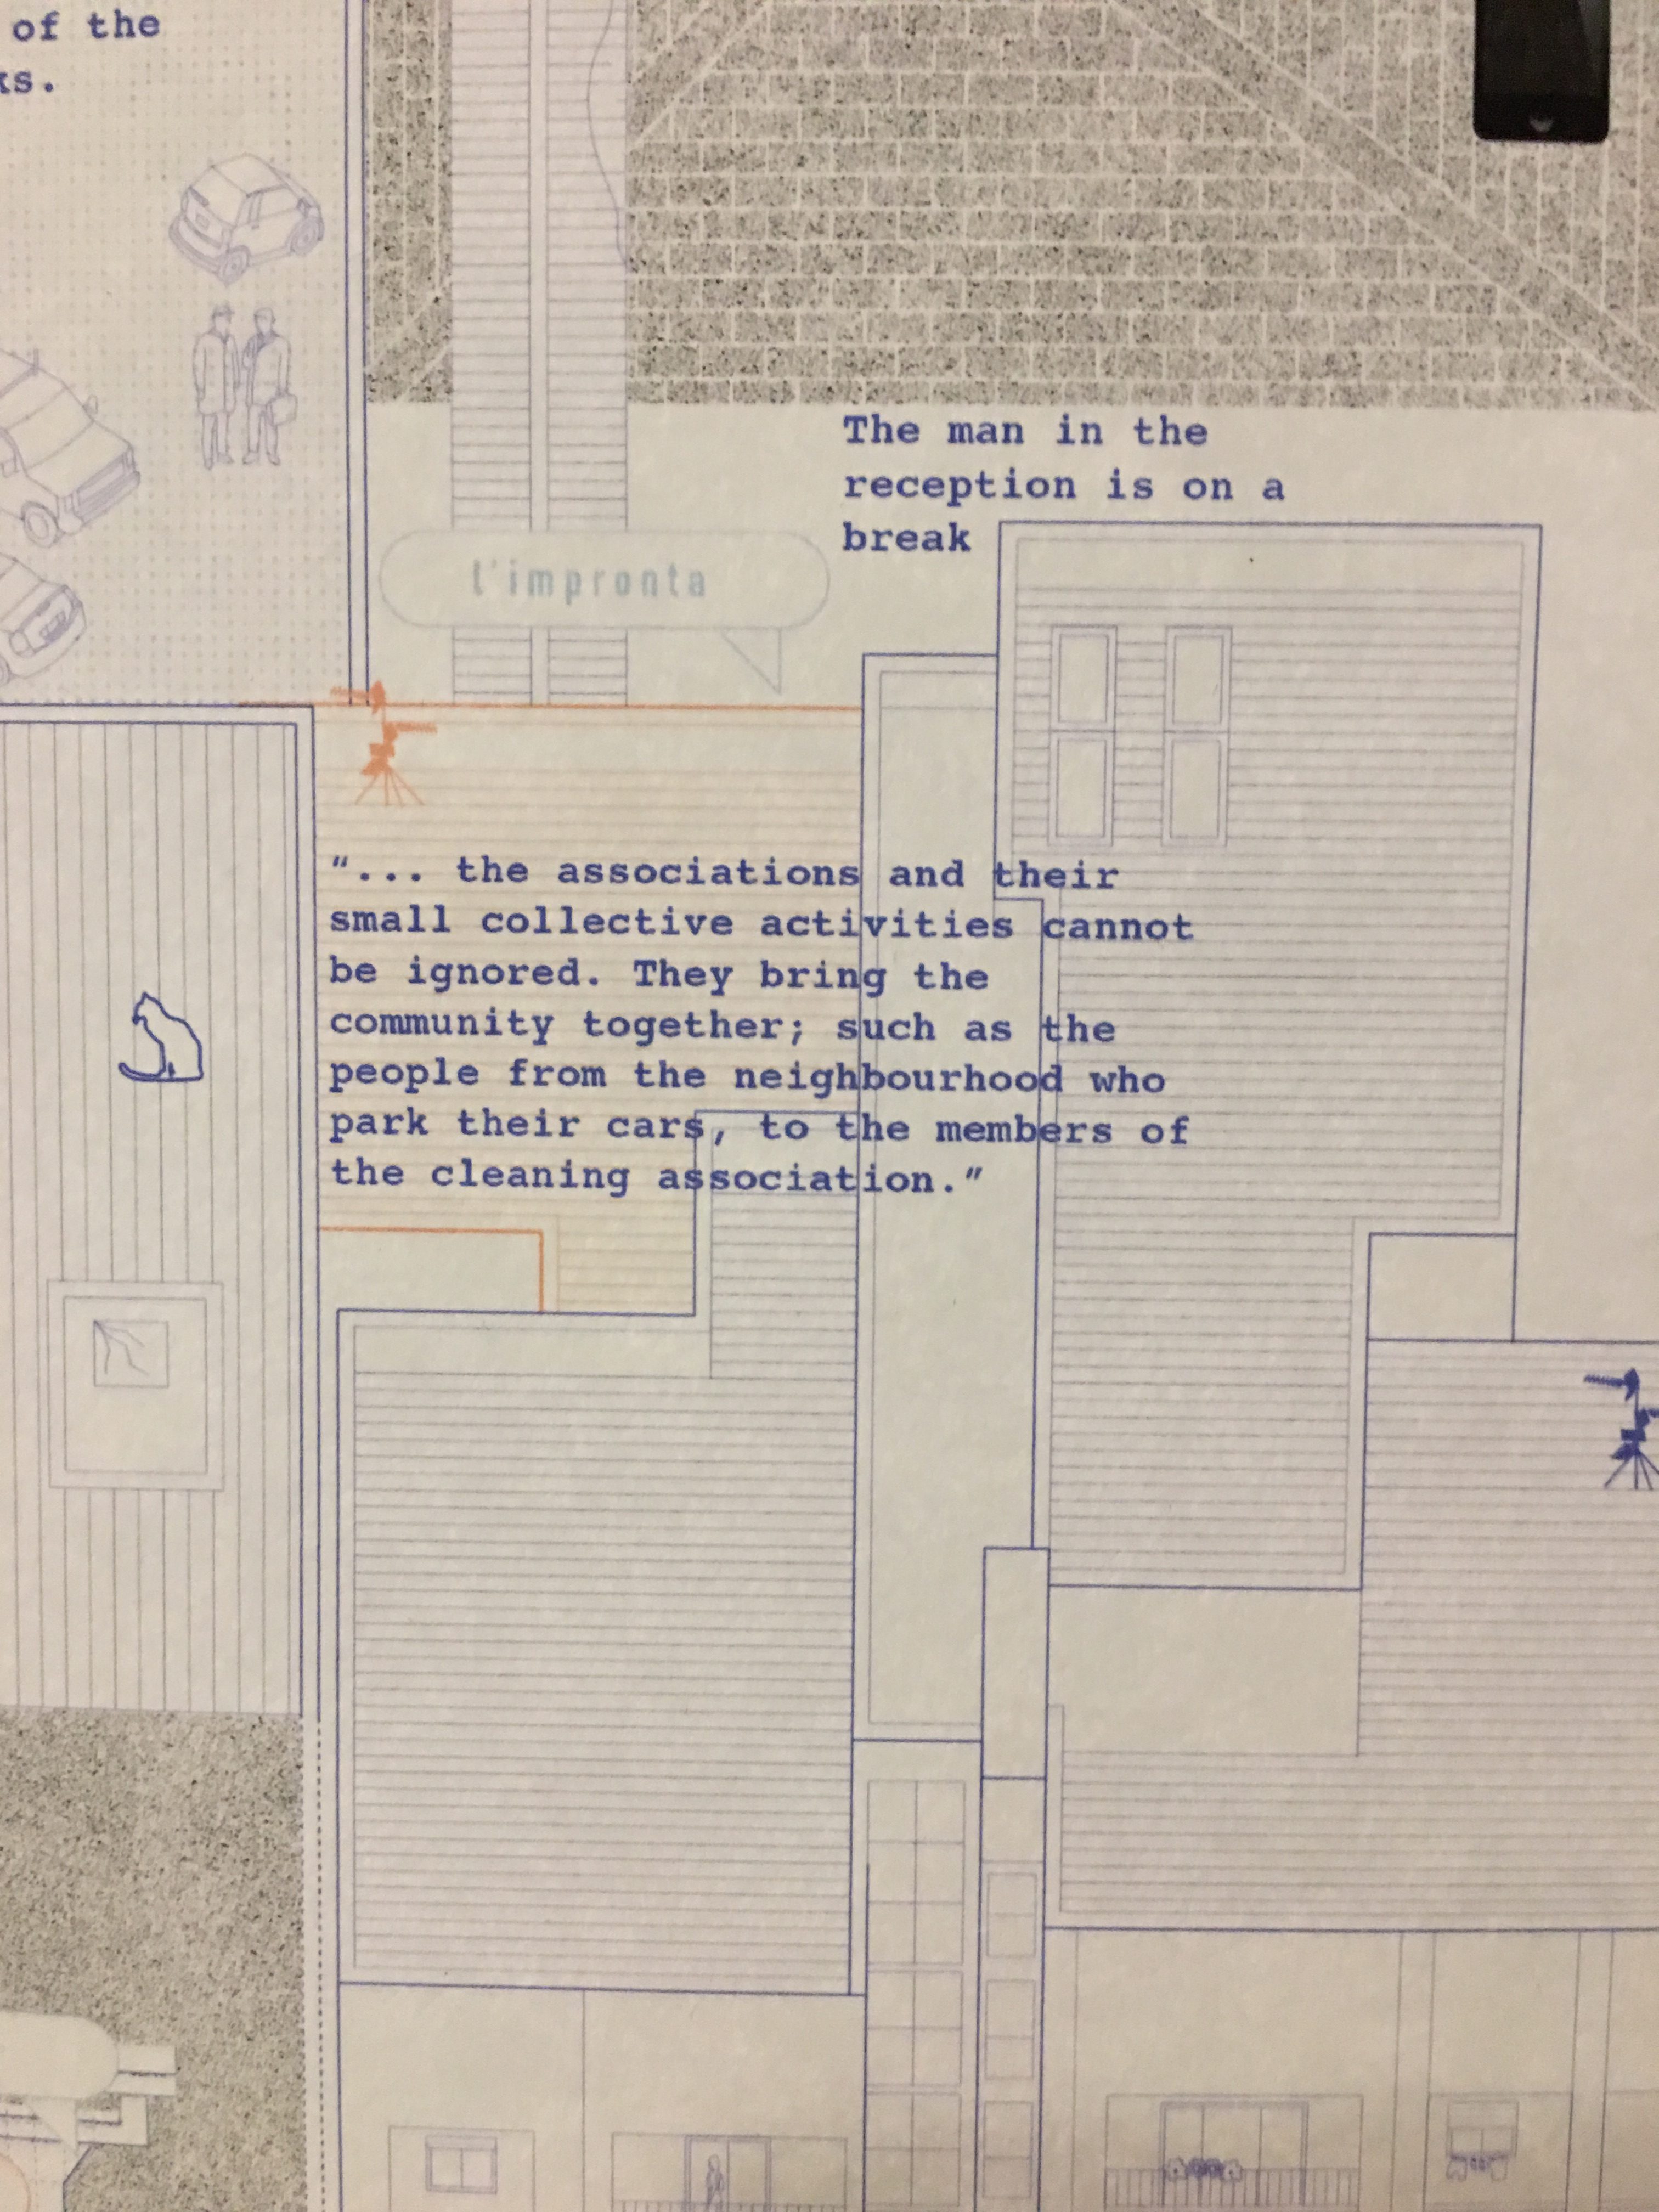 of the
ks.
The man in the
reception is on a
break
l'impronta
"... the associations and their
small collective activities cannot
be ignored. They bring the
community together; such as the
people from the neighbourhood who
park their cars, to the members of
the cleaning association."